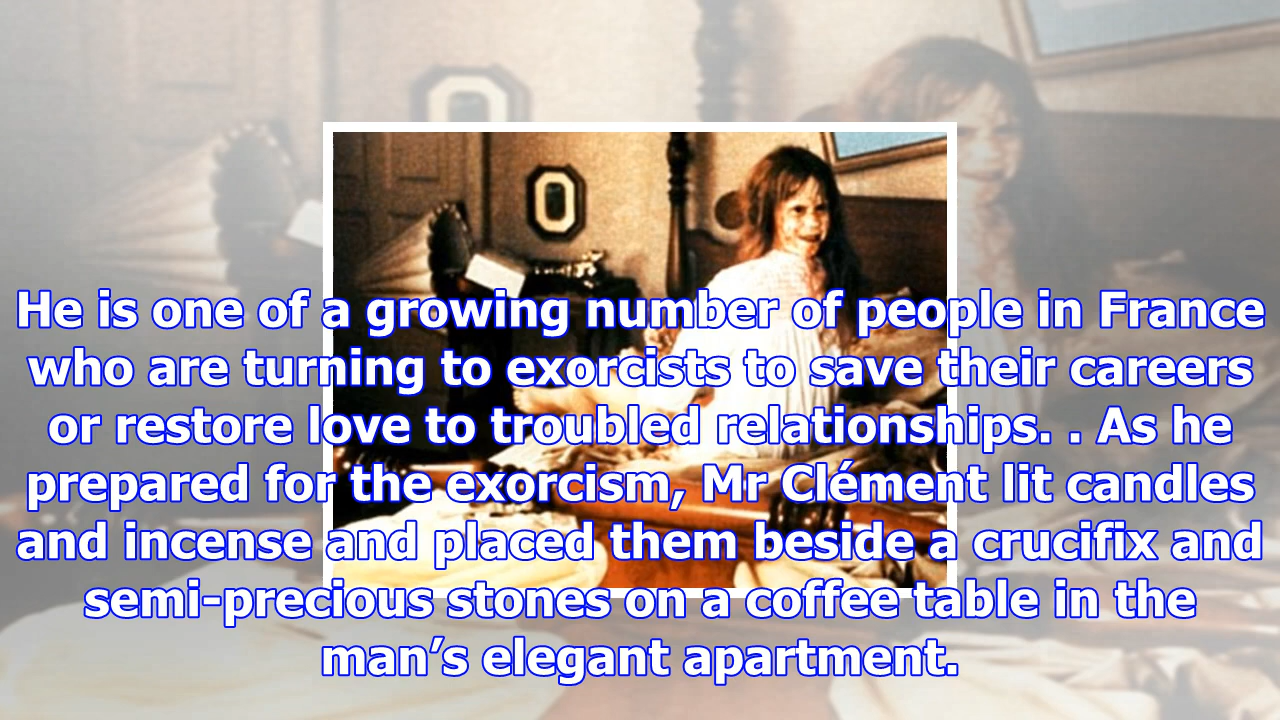 He is one of a growing number of people in France
who are turning to exorcists to save their careers
or restore love to troubled relationships. . As he
prepared for the exorcism, Mr Clément lit candles
and incense and placed them beside a crucifix and
semi-precious stones on a coffee table in the
man’s elegant apartment.